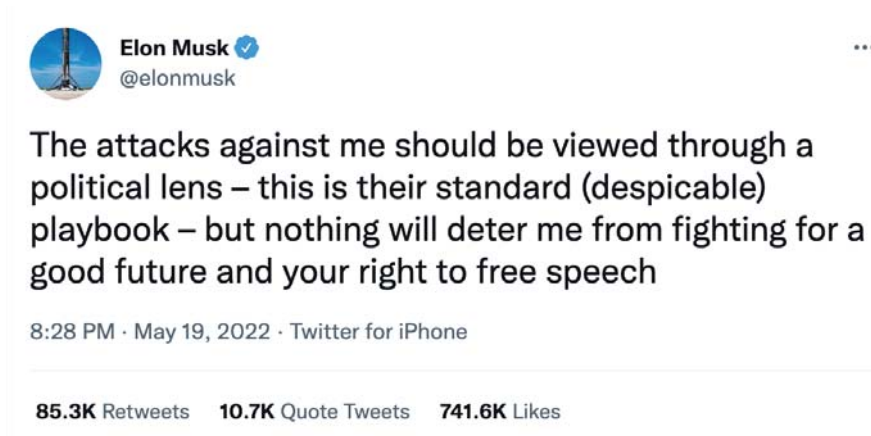 Elon Musk
@elonmusk
The attacks against me should be viewed through a
political lens – this is their standard (despicable)
playbook – but nothing will deter me from fighting for a
good future and your right to free speech
8:28 PM · May 19, 2022 · Twitter for iPhone
85.3K Retweets 10.7K Quote Tweets 741.6K Likes